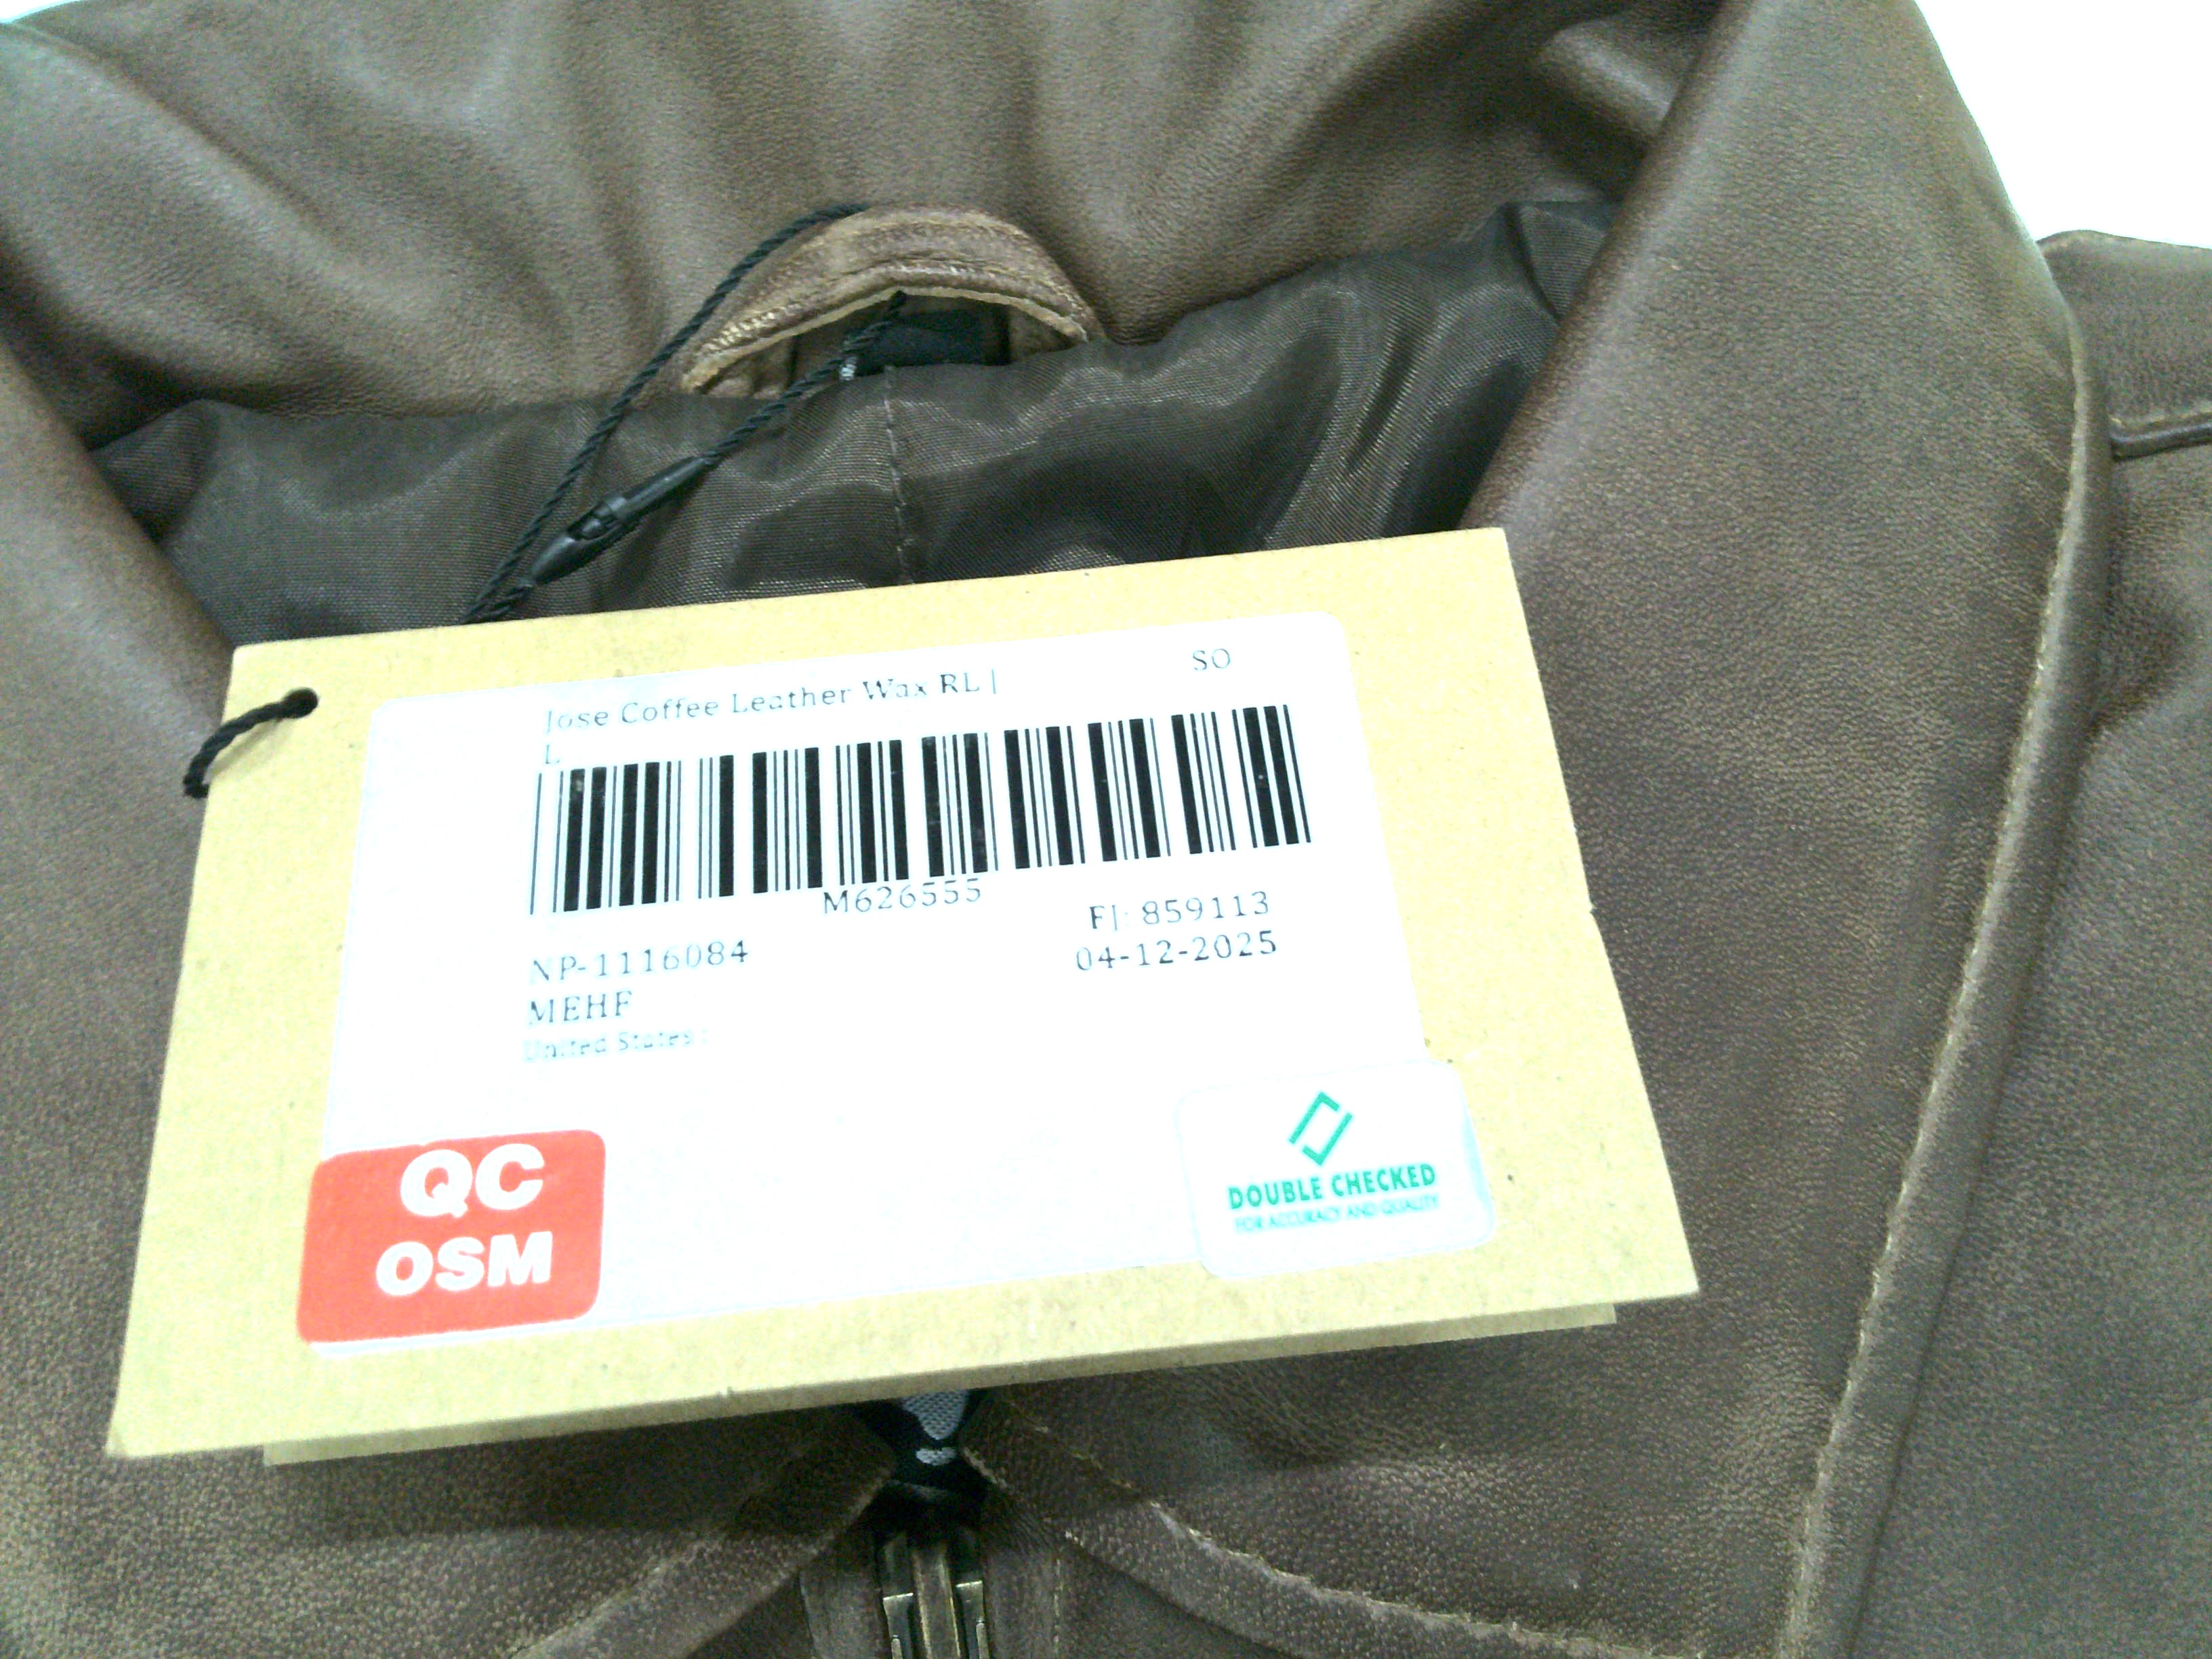 Jose Coffee Leather Wax RL |
SO
L
M626555
FJ: 859113
NP-1116084
04-12-2025
MEHF
United States :
QC
OSM
DOUBLE CHECKED
FOR ACCURACY AND QUALITY